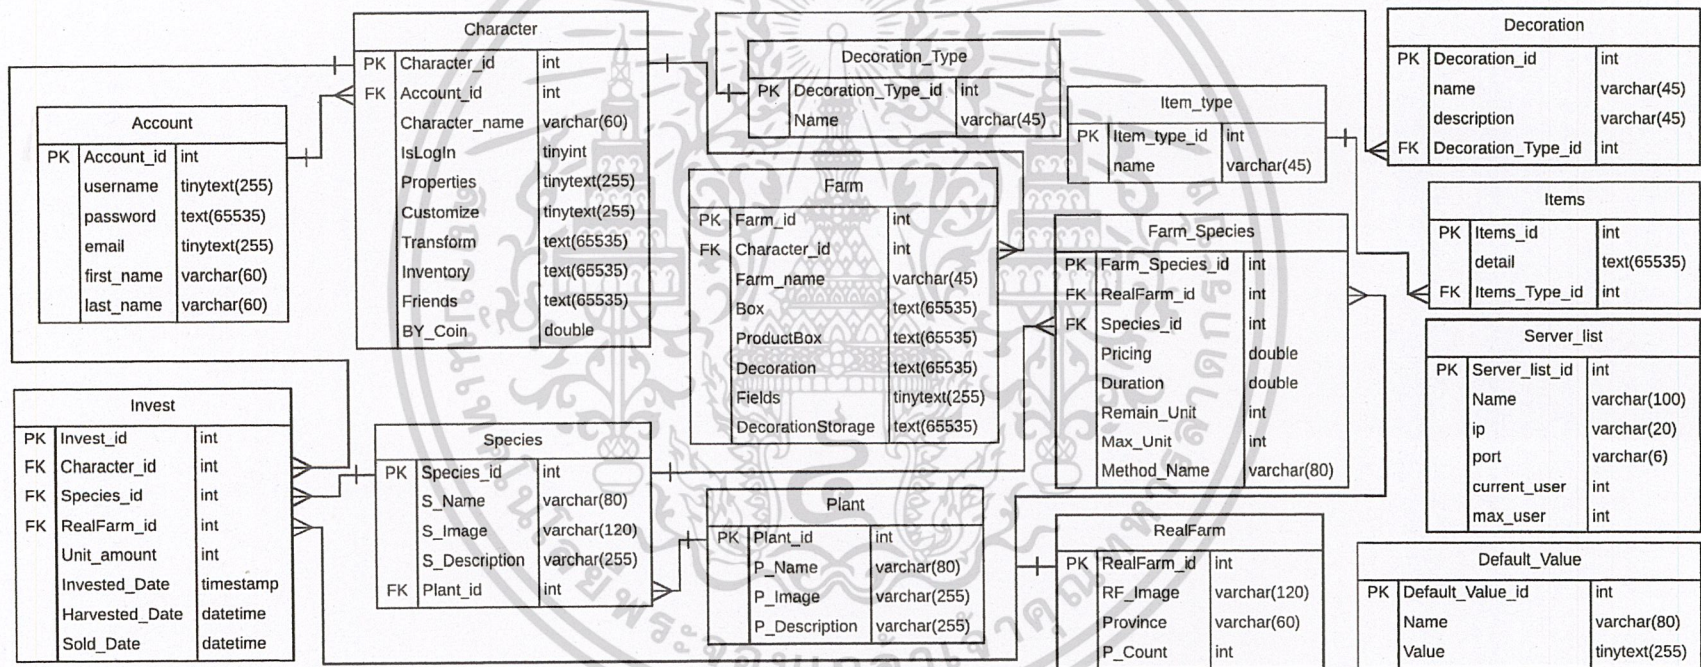 Character
PK Character_id int
FK Account_id int
Character_name varchar(60)
IsLogIn tinyint
Properties tinytext(255)
Customize tinytext(255)
Transform text(65535)
Inventory text(65535)
Friends text(65535)
BY_Coin double
Account
PK Account_id int
username tinytext(255)
password text(65535)
email tinytext(255)
first_name varchar(60)
last_name varchar(60)
Decoration_Type
PK Decoration_Type_id int
Name varchar(45)
Item_type
PK Item_type_id int
name varchar(45)
Decoration
PK Decoration_id int
name varchar(45)
description varchar(45)
FK Decoration_Type_id int
Farm
PK Farm_id int
FK Character_id int
Farm_name varchar(45)
Box text(65535)
ProductBox text(65535)
Decoration text(65535)
Fields tinytext(255)
DecorationStorage text(65535)
Farm_Species
PK Farm_Species_id int
FK RealFarm_id int
FK Species_id int
Pricing double
Duration double
Remain_Unit int
Max_Unit int
Method_Name varchar(80)
Items
PK Items_id int
detail text(65535)
FK Items_Type_id int
Server_list
PK Server_list_id int
Name varchar(100)
ip varchar(20)
port varchar(6)
current_user int
max_user int
Invest
PK Invest_id int
FK Character_id int
FK Species_id int
FK RealFarm_id int
Unit_amount int
Invested_Date timestamp
Harvested_Date datetime
Sold_Date datetime
Species
PK Species_id int
S_Name varchar(80)
S_Image varchar(120)
S_Description varchar(255)
FK Plant_id int
Plant
PK Plant_id int
P_Name varchar(80)
P_Image varchar(255)
P_Description varchar(255)
RealFarm
PK RealFarm_id int
RF_Image varchar(120)
Province varchar(60)
P_Count int
Default_Value
PK Default_Value_id int
Name varchar(80)
Value tinytext(255)